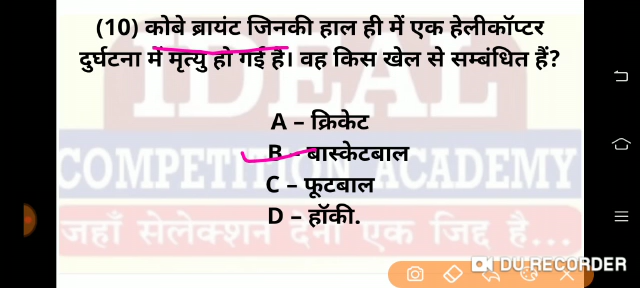 (10) कोबे ब्रायंट जिनकी हाल ही में एक हेलीकॉप्टर
दुर्घटना में मृत्यु हो गई है। वह किस खेल से सम्बंधित हैं?
IDEAL
A – क्रिकेट
B – बास्केटबाल
COMPETITION ACADEMY
C – फूटबाल
D – हॉकी.
जहाँ सेलेक्शन देना एक जिद्द है...
DU RECORDER